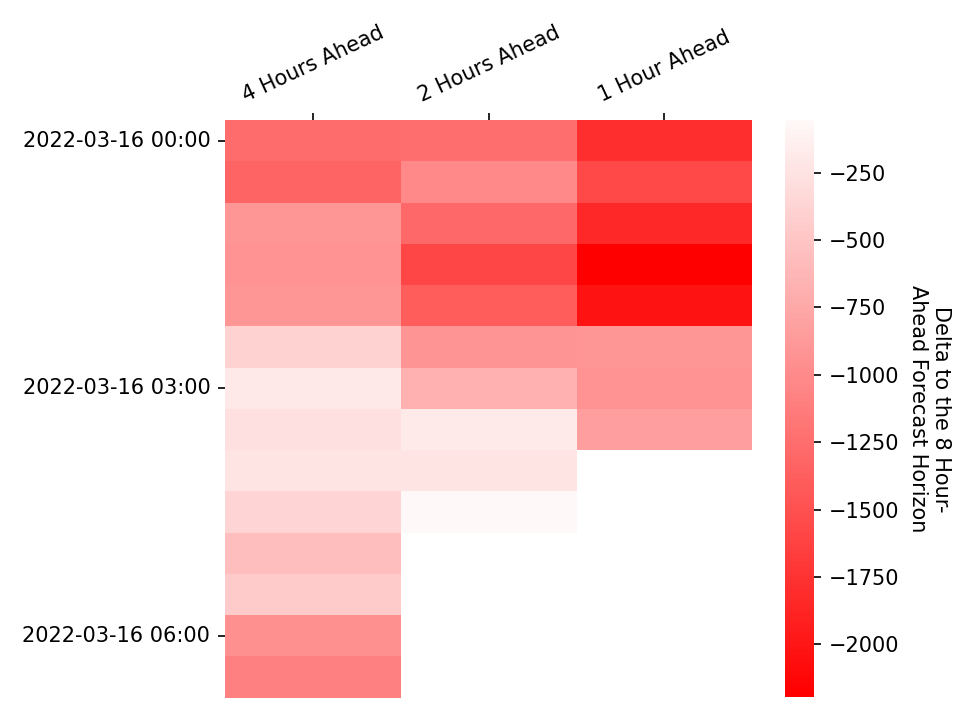 4 Hours Ahead
2 Hours Ahead
1 Hour Ahead
2022-03-16 00:00
2022-03-16 03:00
2022-03-16 06:00
−250
−500
−750
−1000
−1250
−1500
−1750
−2000
Delta to the 8 Hour-
Ahead Forecast Horizon